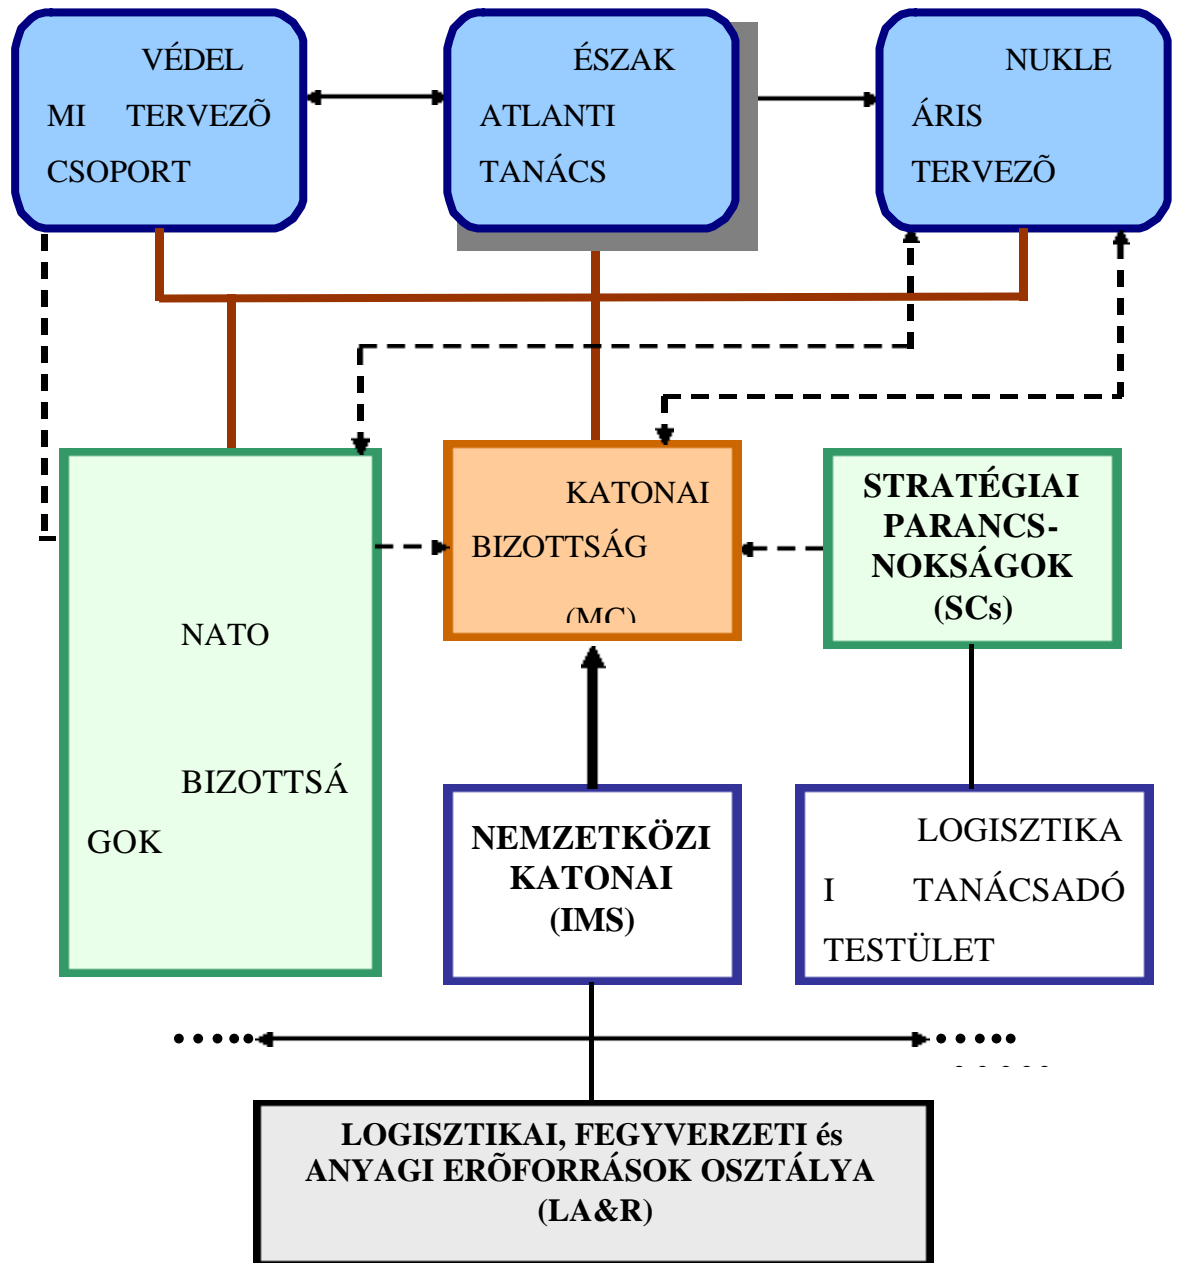 VÉDEL
MI TERVEZÕ
CSOPORT
ÉSZAK
ATLANTI
TANÁCS
NUKLE
ÁRIS
TERVEZÕ
KATONAI
BIZOTTSÁG
(MC)
STRATÉGIAI
PARANCS-
NOKSÁGOK
(SCs)
NATO
BIZOTTSÁ
GOK
NEMZETKÖZI
KATONAI
(IMS)
LOGISZTIKA
I TANÁCSADÓ
TESTÜLET
LOGISZTIKAI, FEGYVERZETI és
ANYAGI ERÕFORRÁSOK OSZTÁLYA
(LA&R)